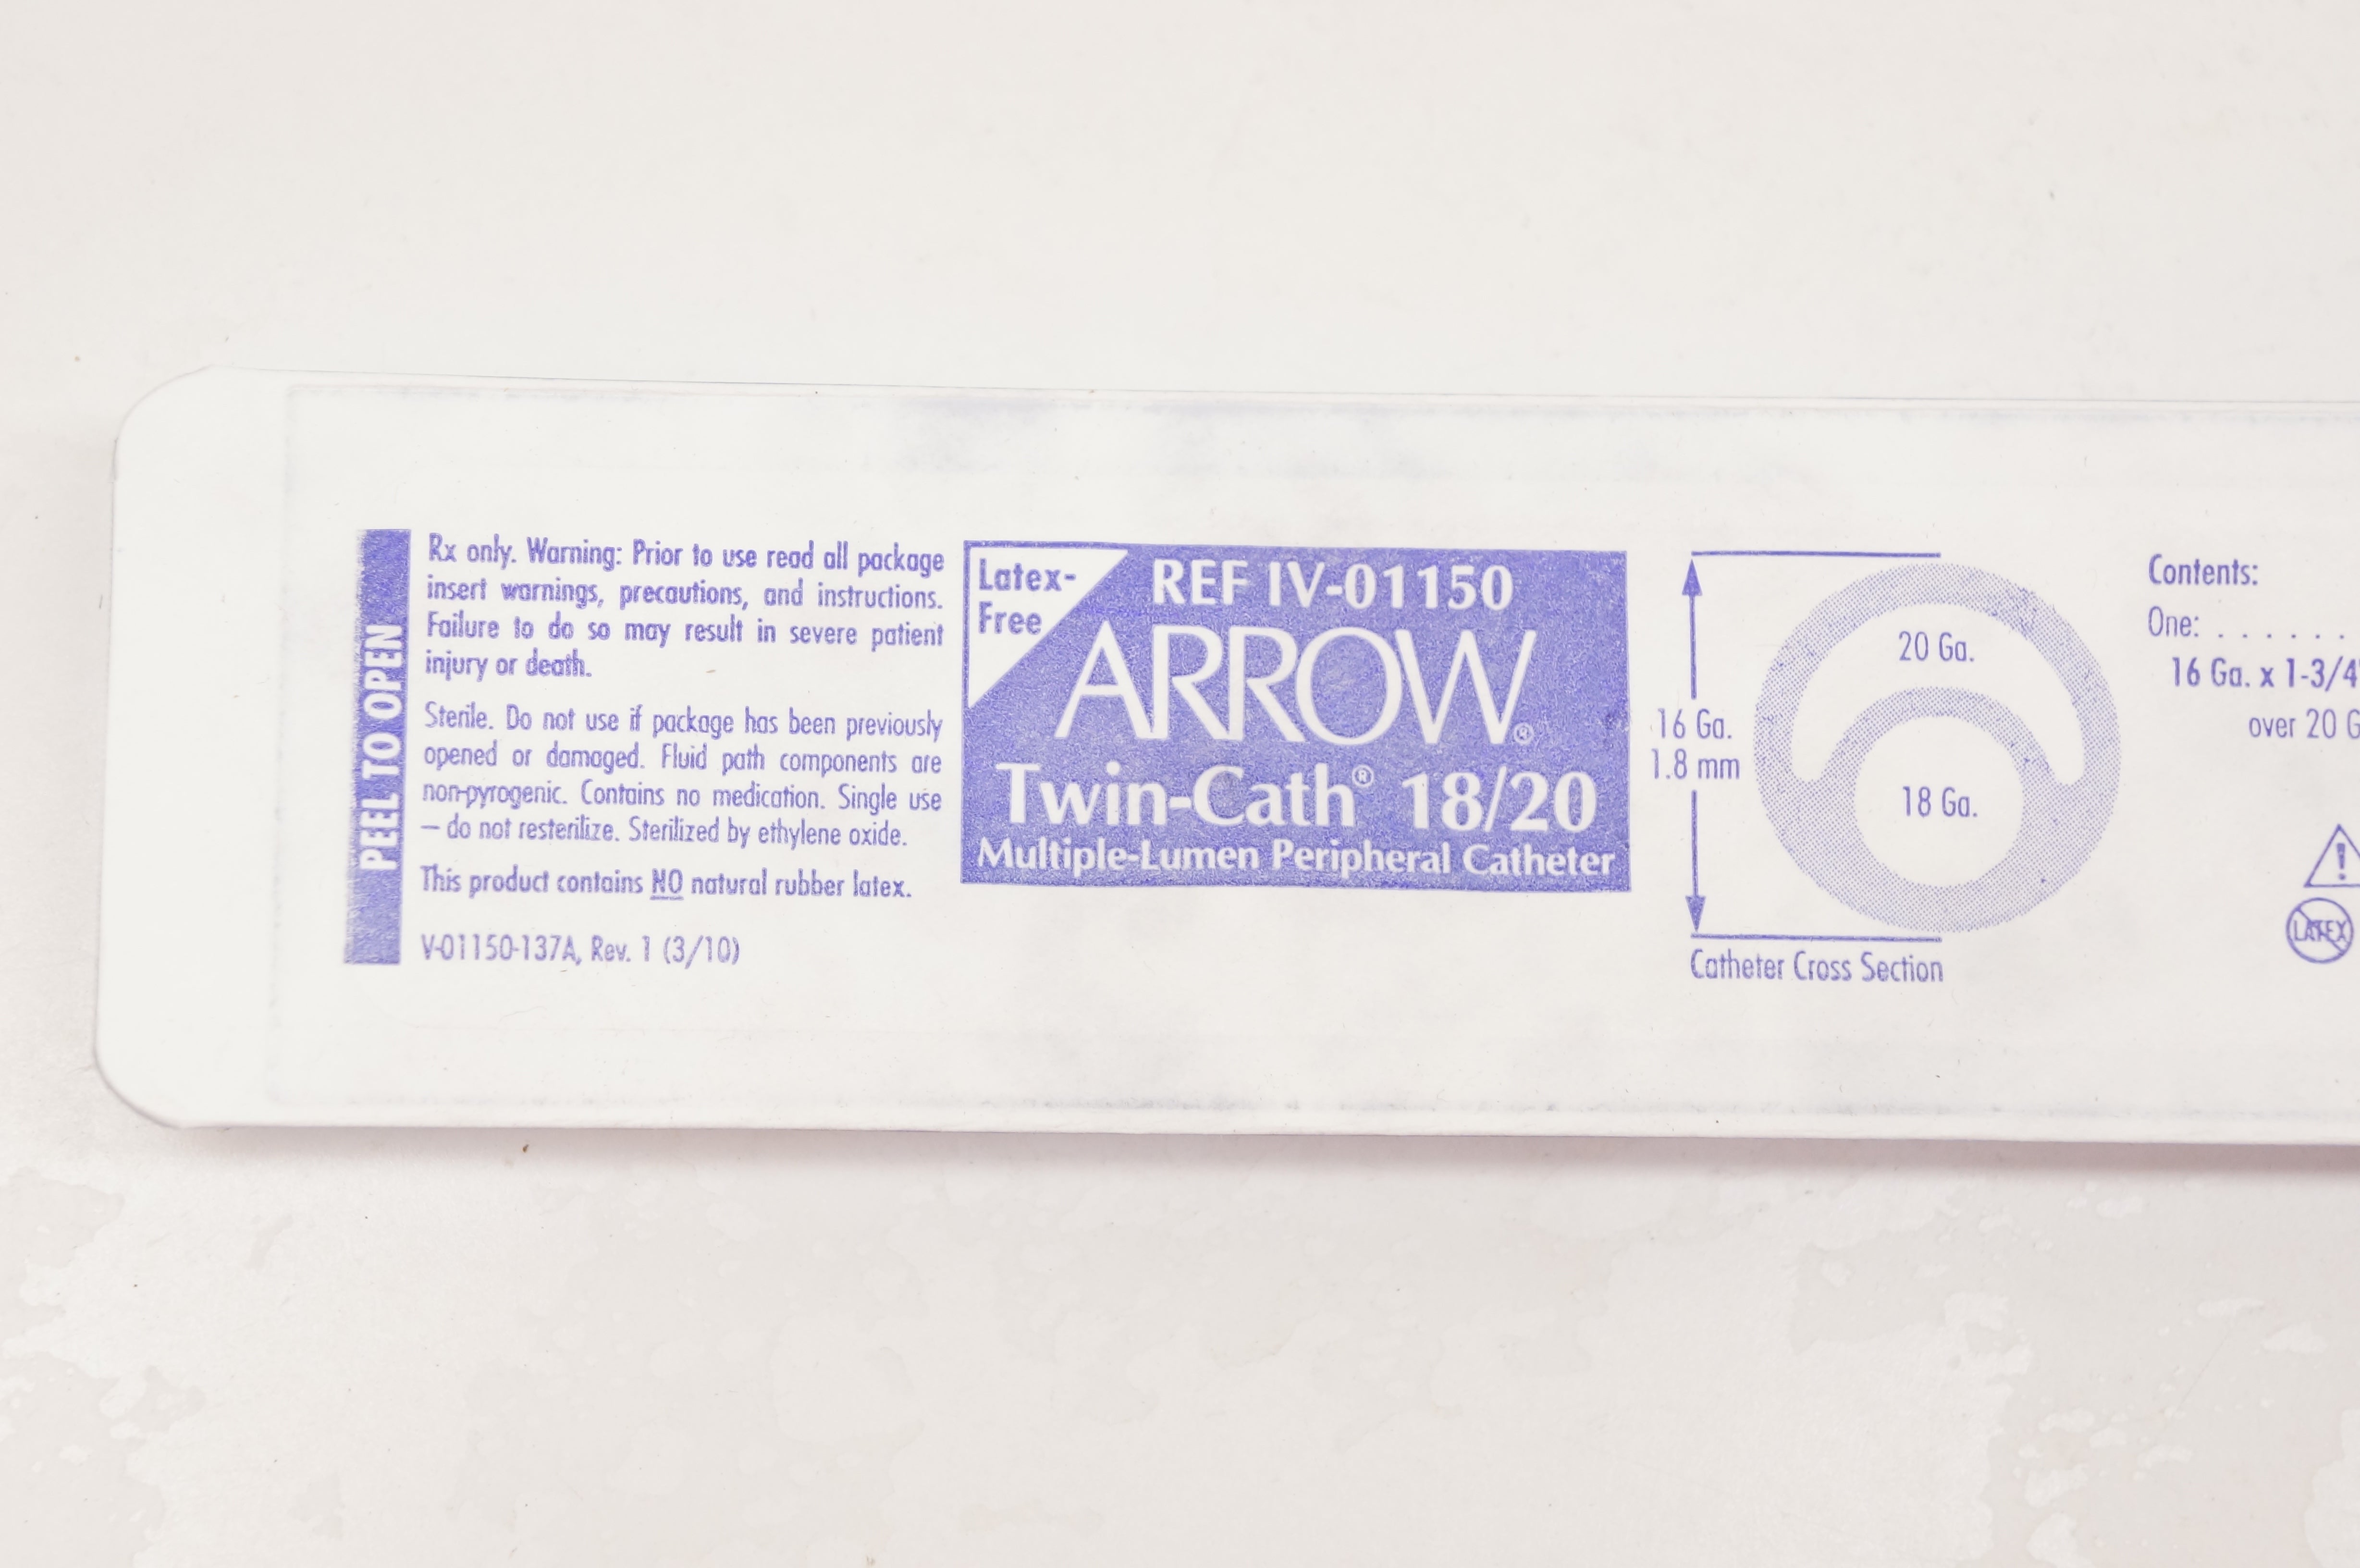 PEEL TO OPEN
Rx only. Warning: Prior to use read all package
insert warnings, precautions, and instructions.
Failure to do so may result in severe patient
injury or death.
Sterile. Do not use if package has been previously
opened or damaged. Fluid path components are
non-pyrogenic. Contains no medication. Single use
– do not resterilize. Sterilized by ethylene oxide.
This product contains NO natural rubber latex.
V-01150-137A, Rev. 1 (3/10)
Latex-
Free
REF IV-01150
ARROW®
Twin-Cath® 18/20
Multiple-Lumen Peripheral Catheter
16 Ga.
1.8 mm
20 Ga.
18 Ga.
Catheter Cross Section
Contents:
One: . . . . . .
16 Ga. x 1-3/4"
over 20 G
!
LATEX